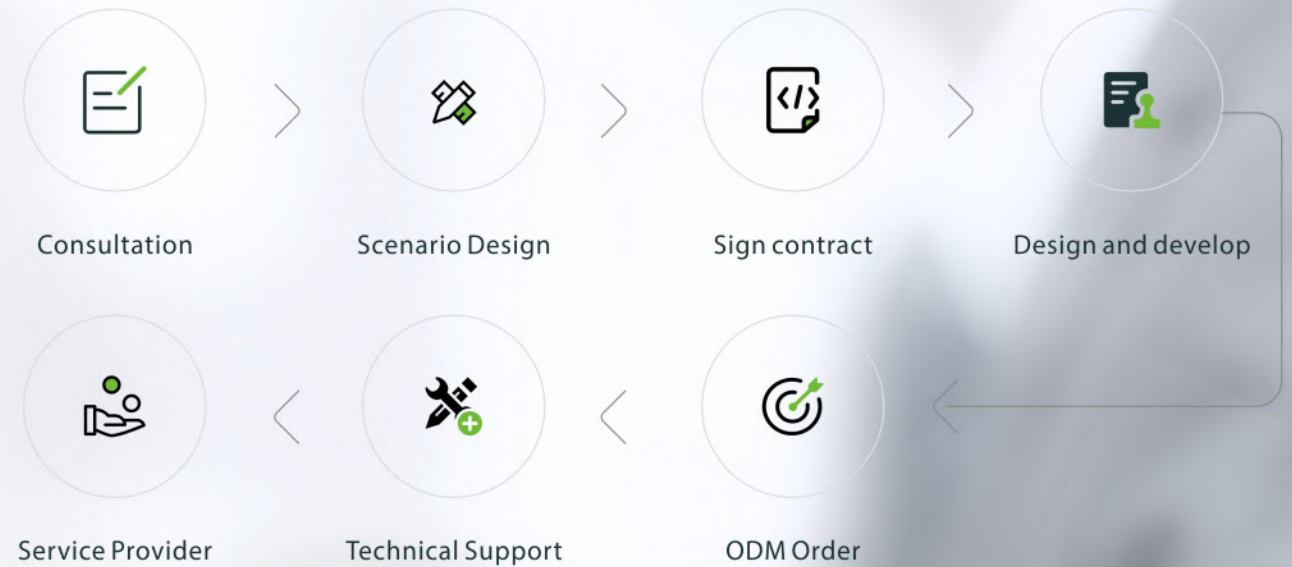 Consultation
Scenario Design
Sign contract
Design and develop
Service Provider
Technical Support
ODM Order